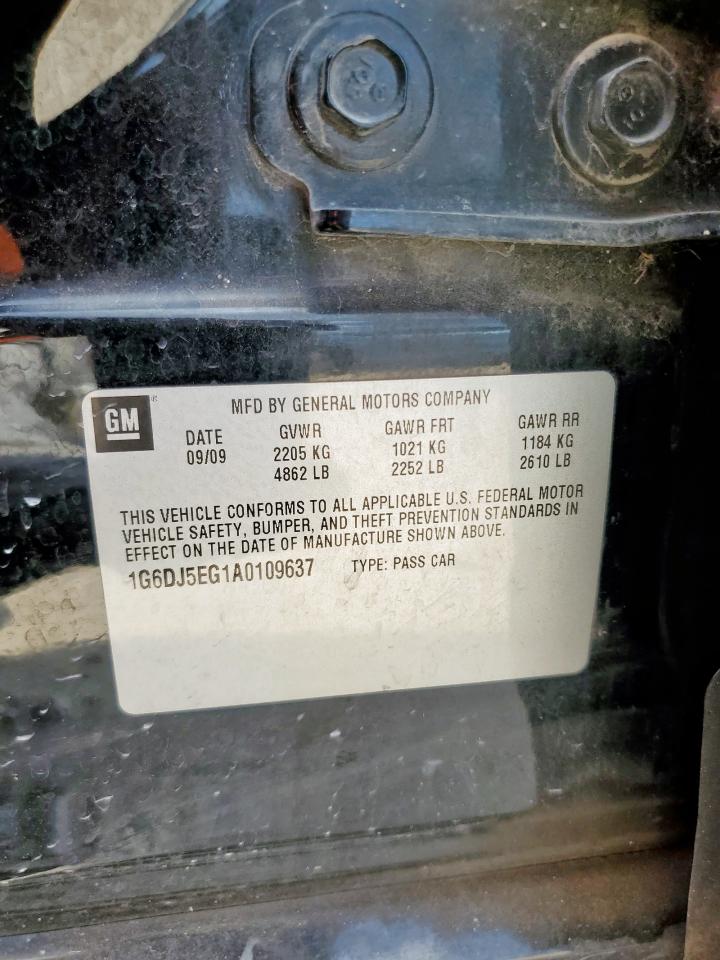 GM
MFD BY GENERAL MOTORS COMPANY
DATE GVWR GAWR FRT GAWR RR
09/09 2205 KG 1021 KG 1184 KG
4862 LB 2252 LB 2610 LB
THIS VEHICLE CONFORMS TO ALL APPLICABLE U.S. FEDERAL MOTOR
VEHICLE SAFETY, BUMPER, AND THEFT PREVENTION STANDARDS IN
EFFECT ON THE DATE OF MANUFACTURE SHOWN ABOVE.
1G6DJ5EG1A0109637 TYPE: PASS CAR